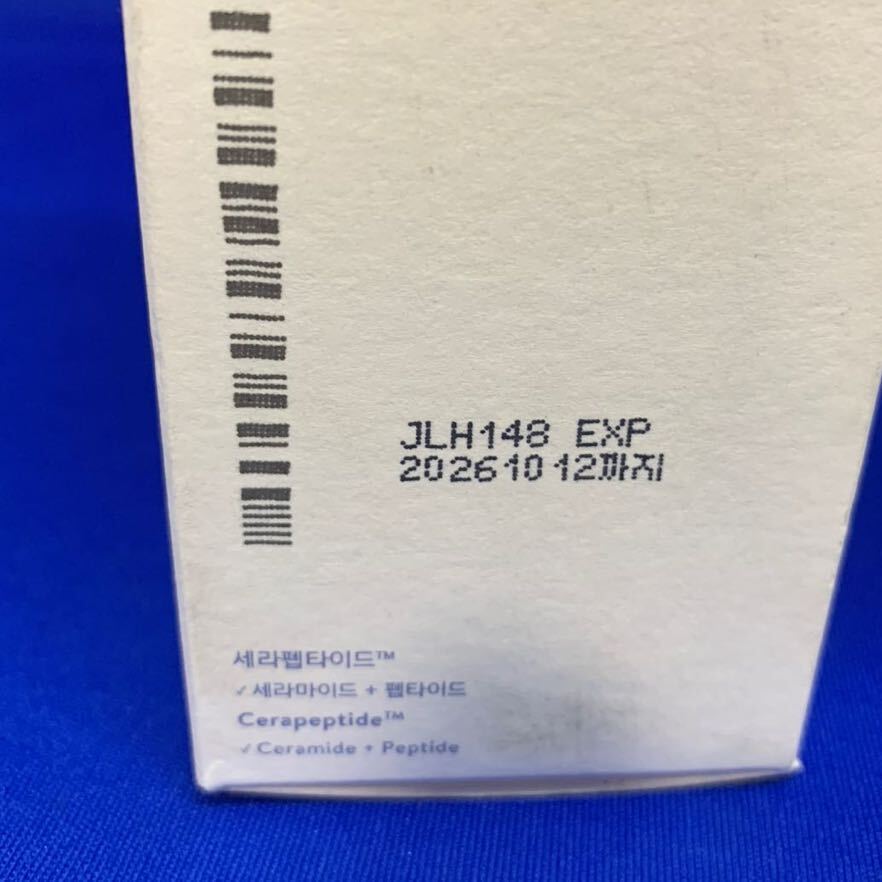 JLH148 EXP
20261012까지
세라펩타이드™
✓세라마이드 + 펩타이드
Cerapeptide™
✓Ceramide + Peptide